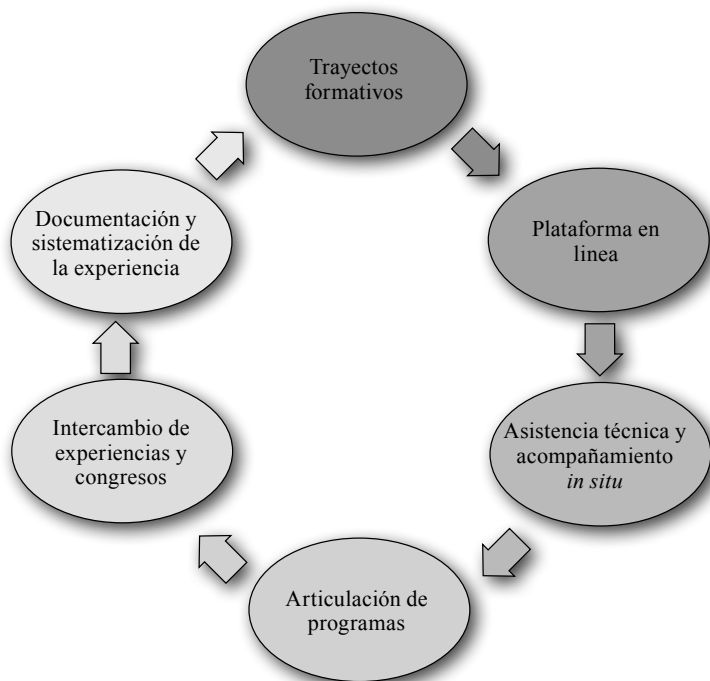 Trayectos
formativos
Plataforma en
linea
Asistencia técnica y
acompañamiento
in situ
Articulación de
programas
Intercambio de
experiencias y
congresos
Documentación y
sistematización de
la experiencia